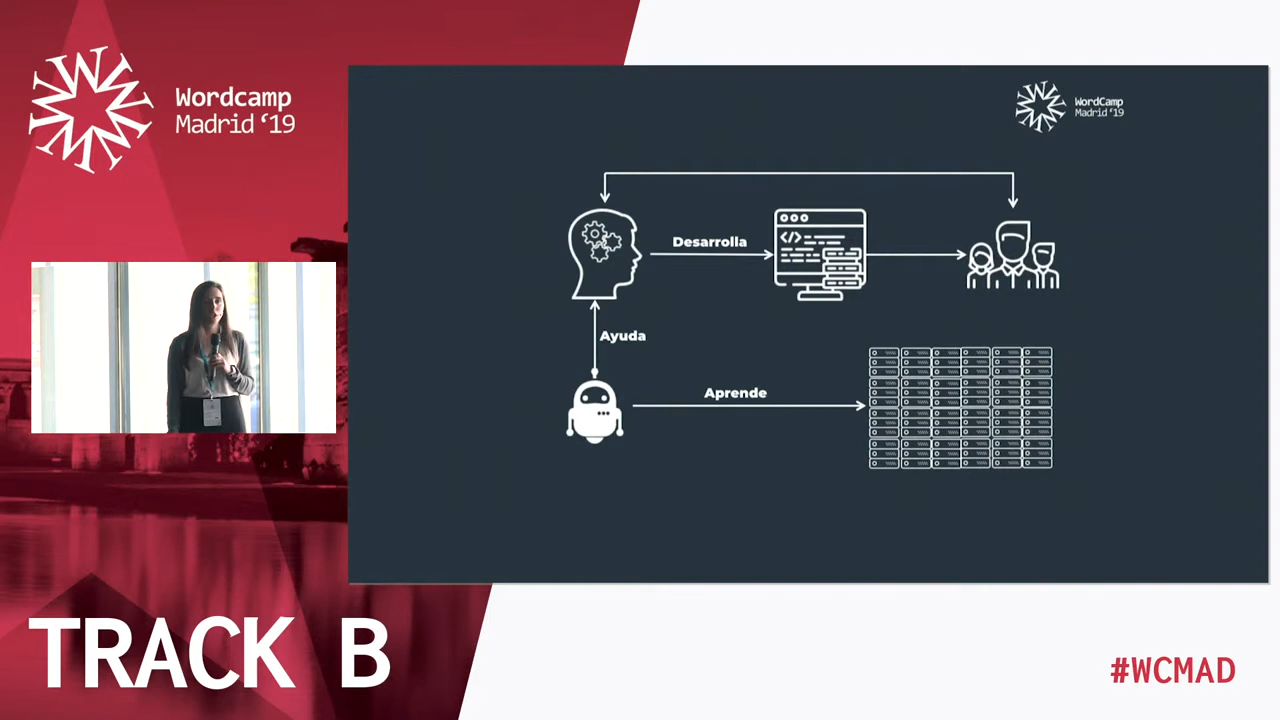 Wordcamp
Madrid ‘19
WordCamp
Madrid ‘19
Desarrolla
Ayuda
Aprende
TRACK B
#WCMAD